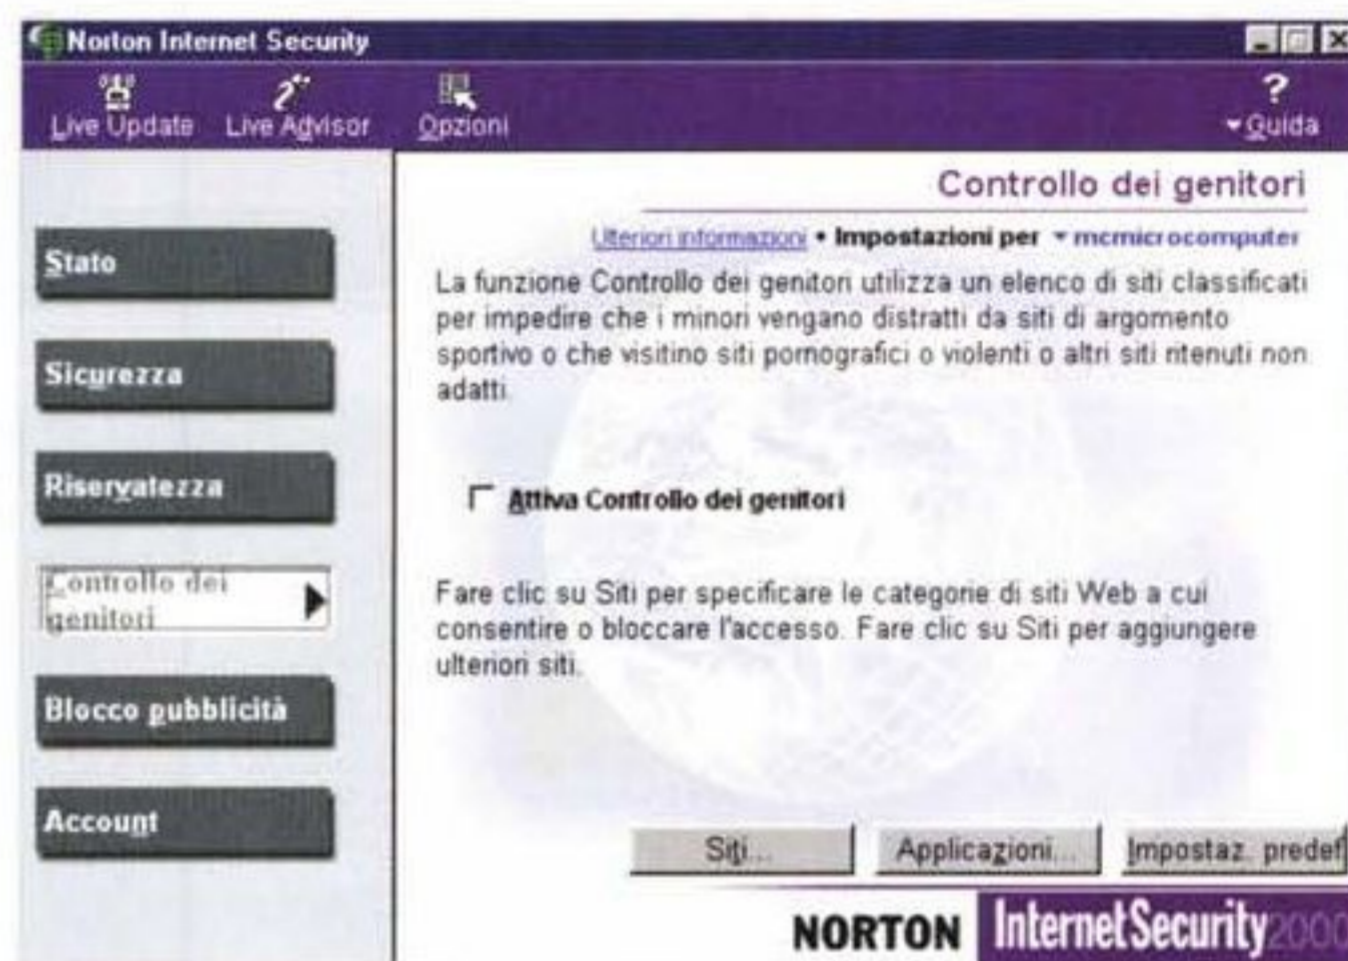 Norton Internet Security
Live Update Live Advisor Opzioni ? Guida
Controllo dei genitori
Ulteriori informazioni • Impostazioni per mcmicrocomputer
Stato
Sicurezza
Riservatezza
Controllo dei
genitori
Blocco pubblicità
Account
La funzione Controllo dei genitori utilizza un elenco di siti classificati
per impedire che i minori vengano distratti da siti di argomento
sportivo o che visitino siti pornografici o violenti o altri siti ritenuti non
adatti.
Attiva Controllo dei genitori
Fare clic su Siti per specificare le categorie di siti Web a cui
consentire o bloccare l'accesso. Fare clic su Siti per aggiungere
ulteriori siti.
Siti... Applicazioni... Impostaz. predef
NORTON InternetSecurity2000